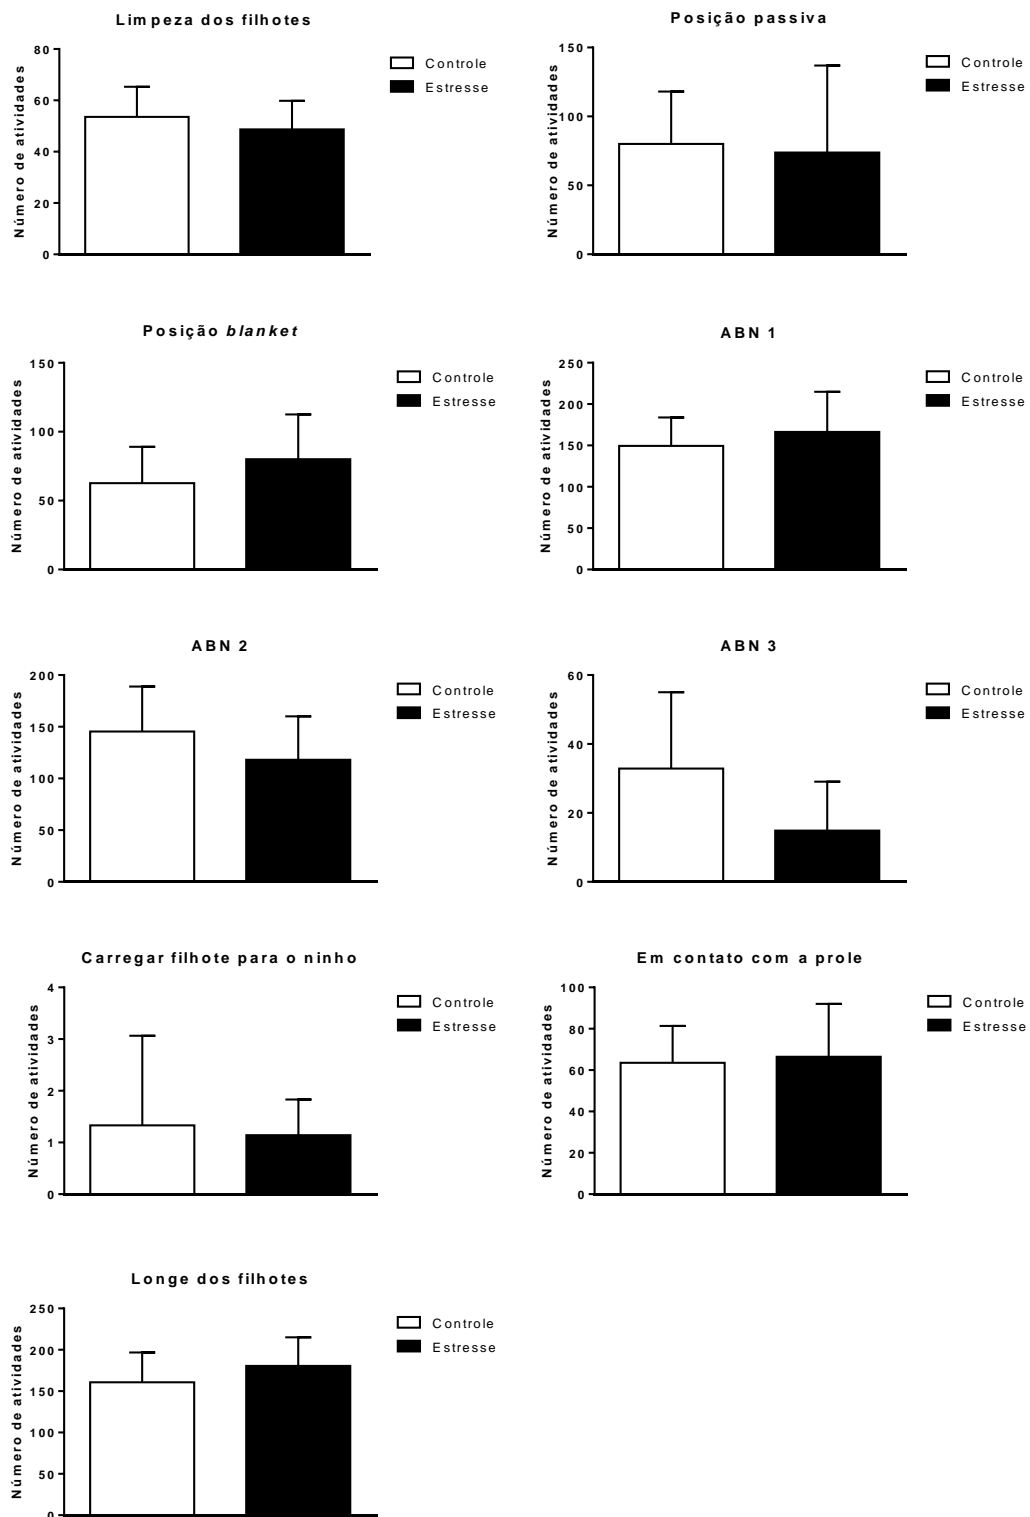 Limpeza dos filhotes
Número de atividades
80
60
40
20
0
Controle
Estresse
Posição passiva
Número de atividades
150
100
50
0
Controle
Estresse
Posição blanket
Número de atividades
150
100
50
0
Controle
Estresse
ABN 1
Número de atividades
250
200
150
100
50
0
Controle
Estresse
ABN 2
Número de atividades
200
150
100
50
0
Controle
Estresse
ABN 3
Número de atividades
60
40
20
0
Controle
Estresse
Carregar filhote para o ninho
Número de atividades
4
3
2
1
0
Controle
Estresse
Em contato com a prole
Número de atividades
100
80
60
40
20
0
Controle
Estresse
Longe dos filhotes
Número de atividades
250
200
150
100
50
0
Controle
Estresse